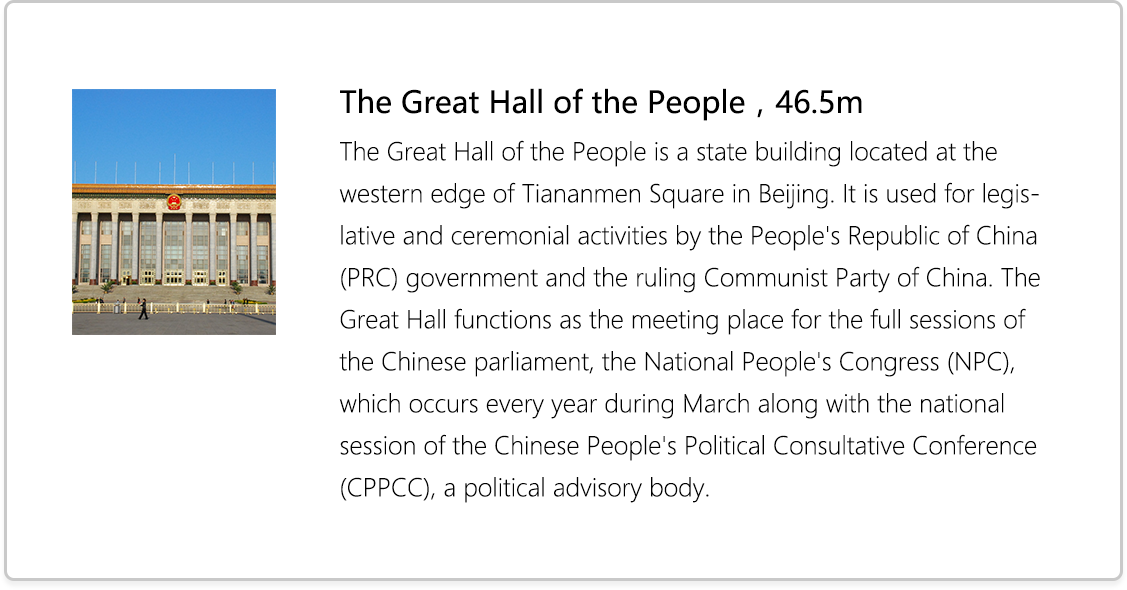 The Great Hall of the People，46.5m
The Great Hall of the People is a state building located at the
western edge of Tiananmen Square in Beijing. It is used for legis-
lative and ceremonial activities by the People's Republic of China
(PRC) government and the ruling Communist Party of China. The
Great Hall functions as the meeting place for the full sessions of
the Chinese parliament, the National People's Congress (NPC),
which occurs every year during March along with the national
session of the Chinese People's Political Consultative Conference
(CPPCC), a political advisory body.